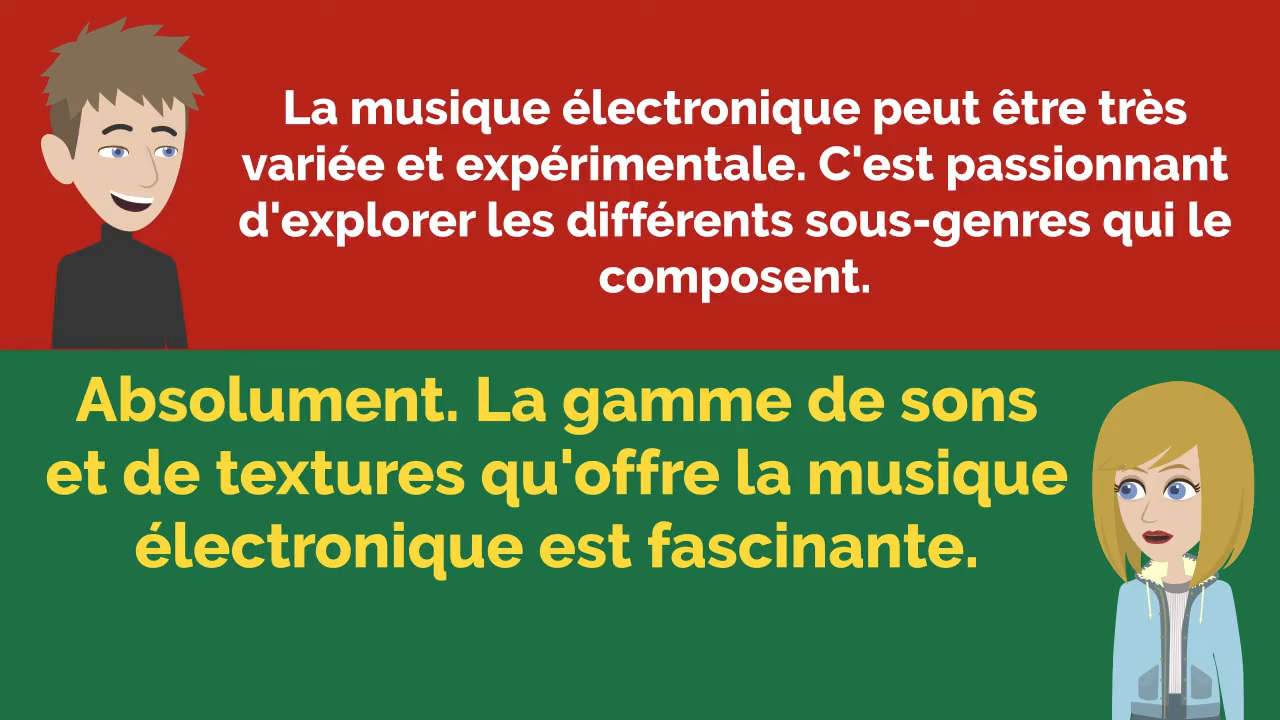 La musique électronique peut être très
variée et expérimentale. C'est passionnant
d'explorer les différents sous-genres qui le
composent.
Absolument. La gamme de sons
et de textures qu'offre la musique
électronique est fascinante.